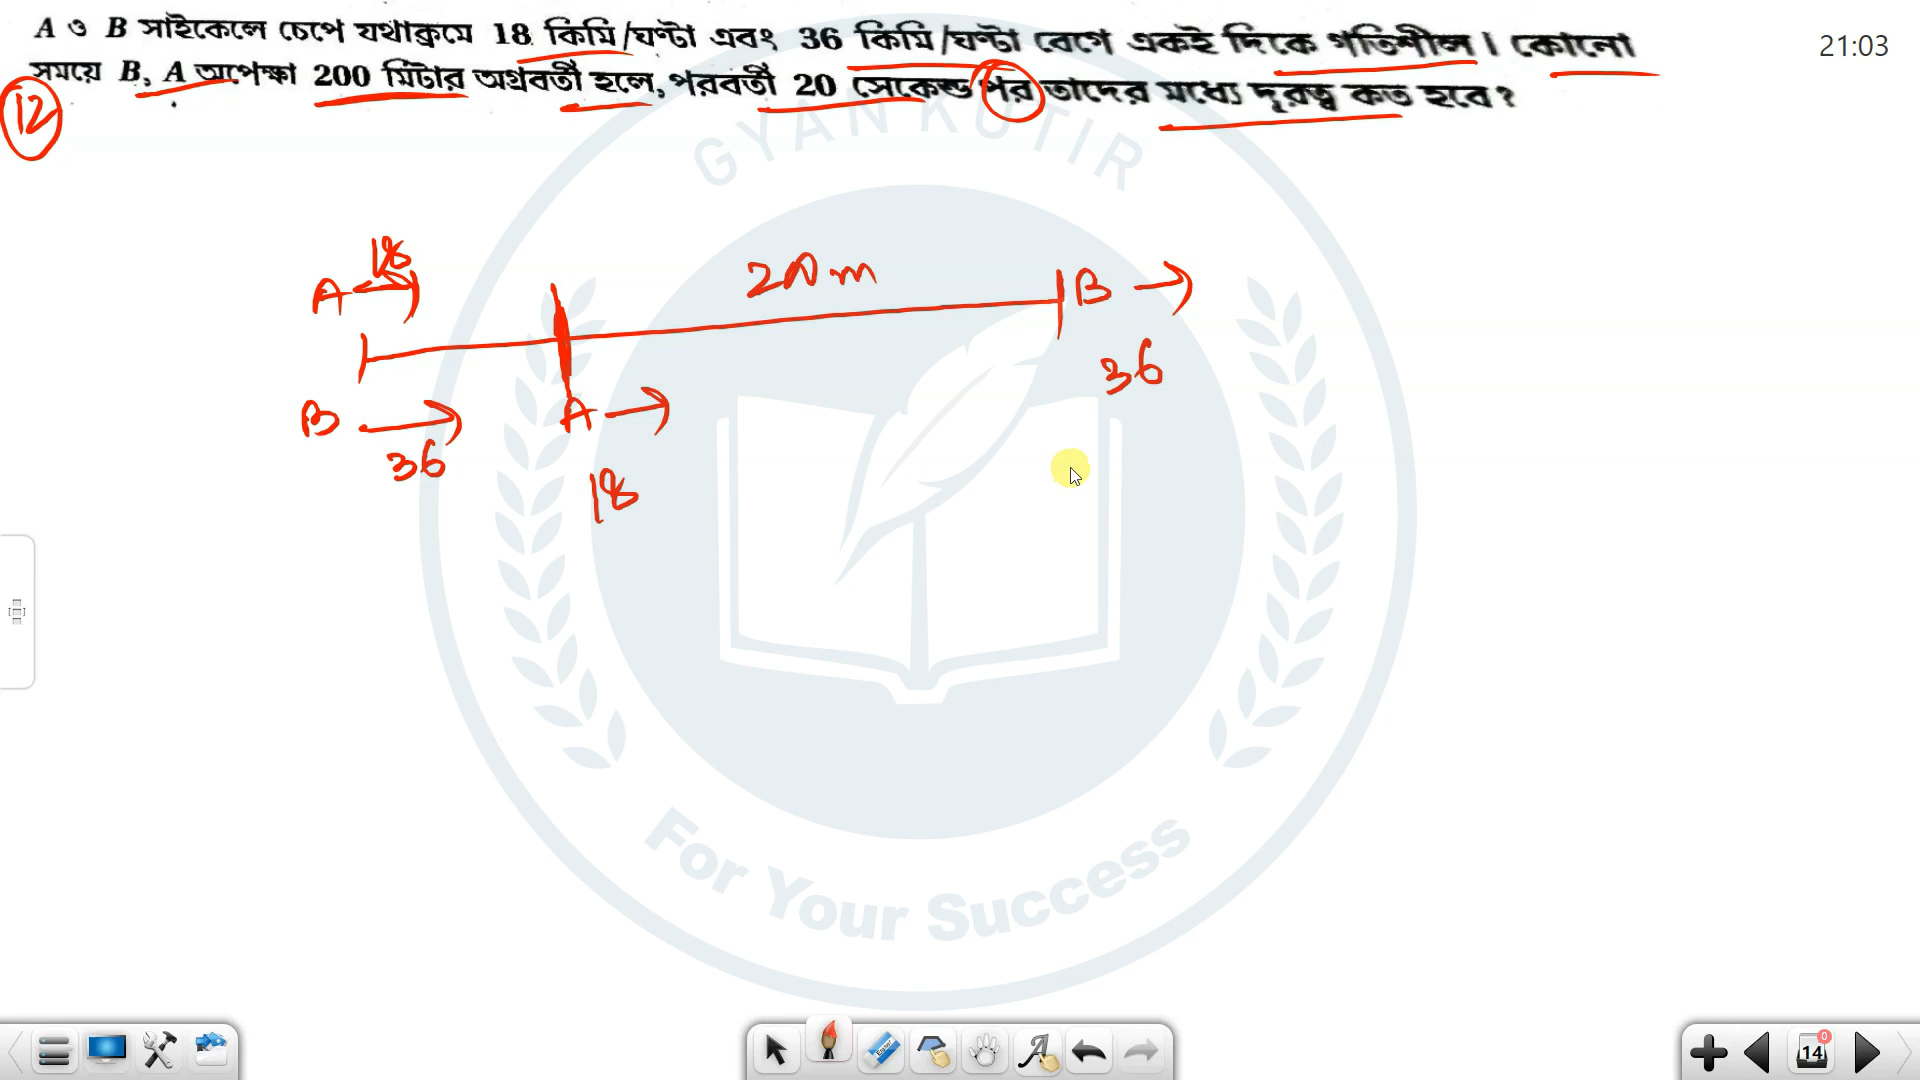 A ও B সাইকেলে চেপে যথাক্রমে 18 কিমি/ঘণ্টা এবং 36 কিমি/ঘণ্টা বেগে একই দিকে গতিশীল। কোনো
সময়ে B, A অপেক্ষা 200 মিটার অগ্রবর্তী হলে, পরবর্তী 20 সেকেন্ড পর তাদের মধ্যে দূরত্ব কত হবে?
21:03
12
GYAN KUTIR
18
A
200 m
B
36
B
36
A
18
For Your Success
14
0